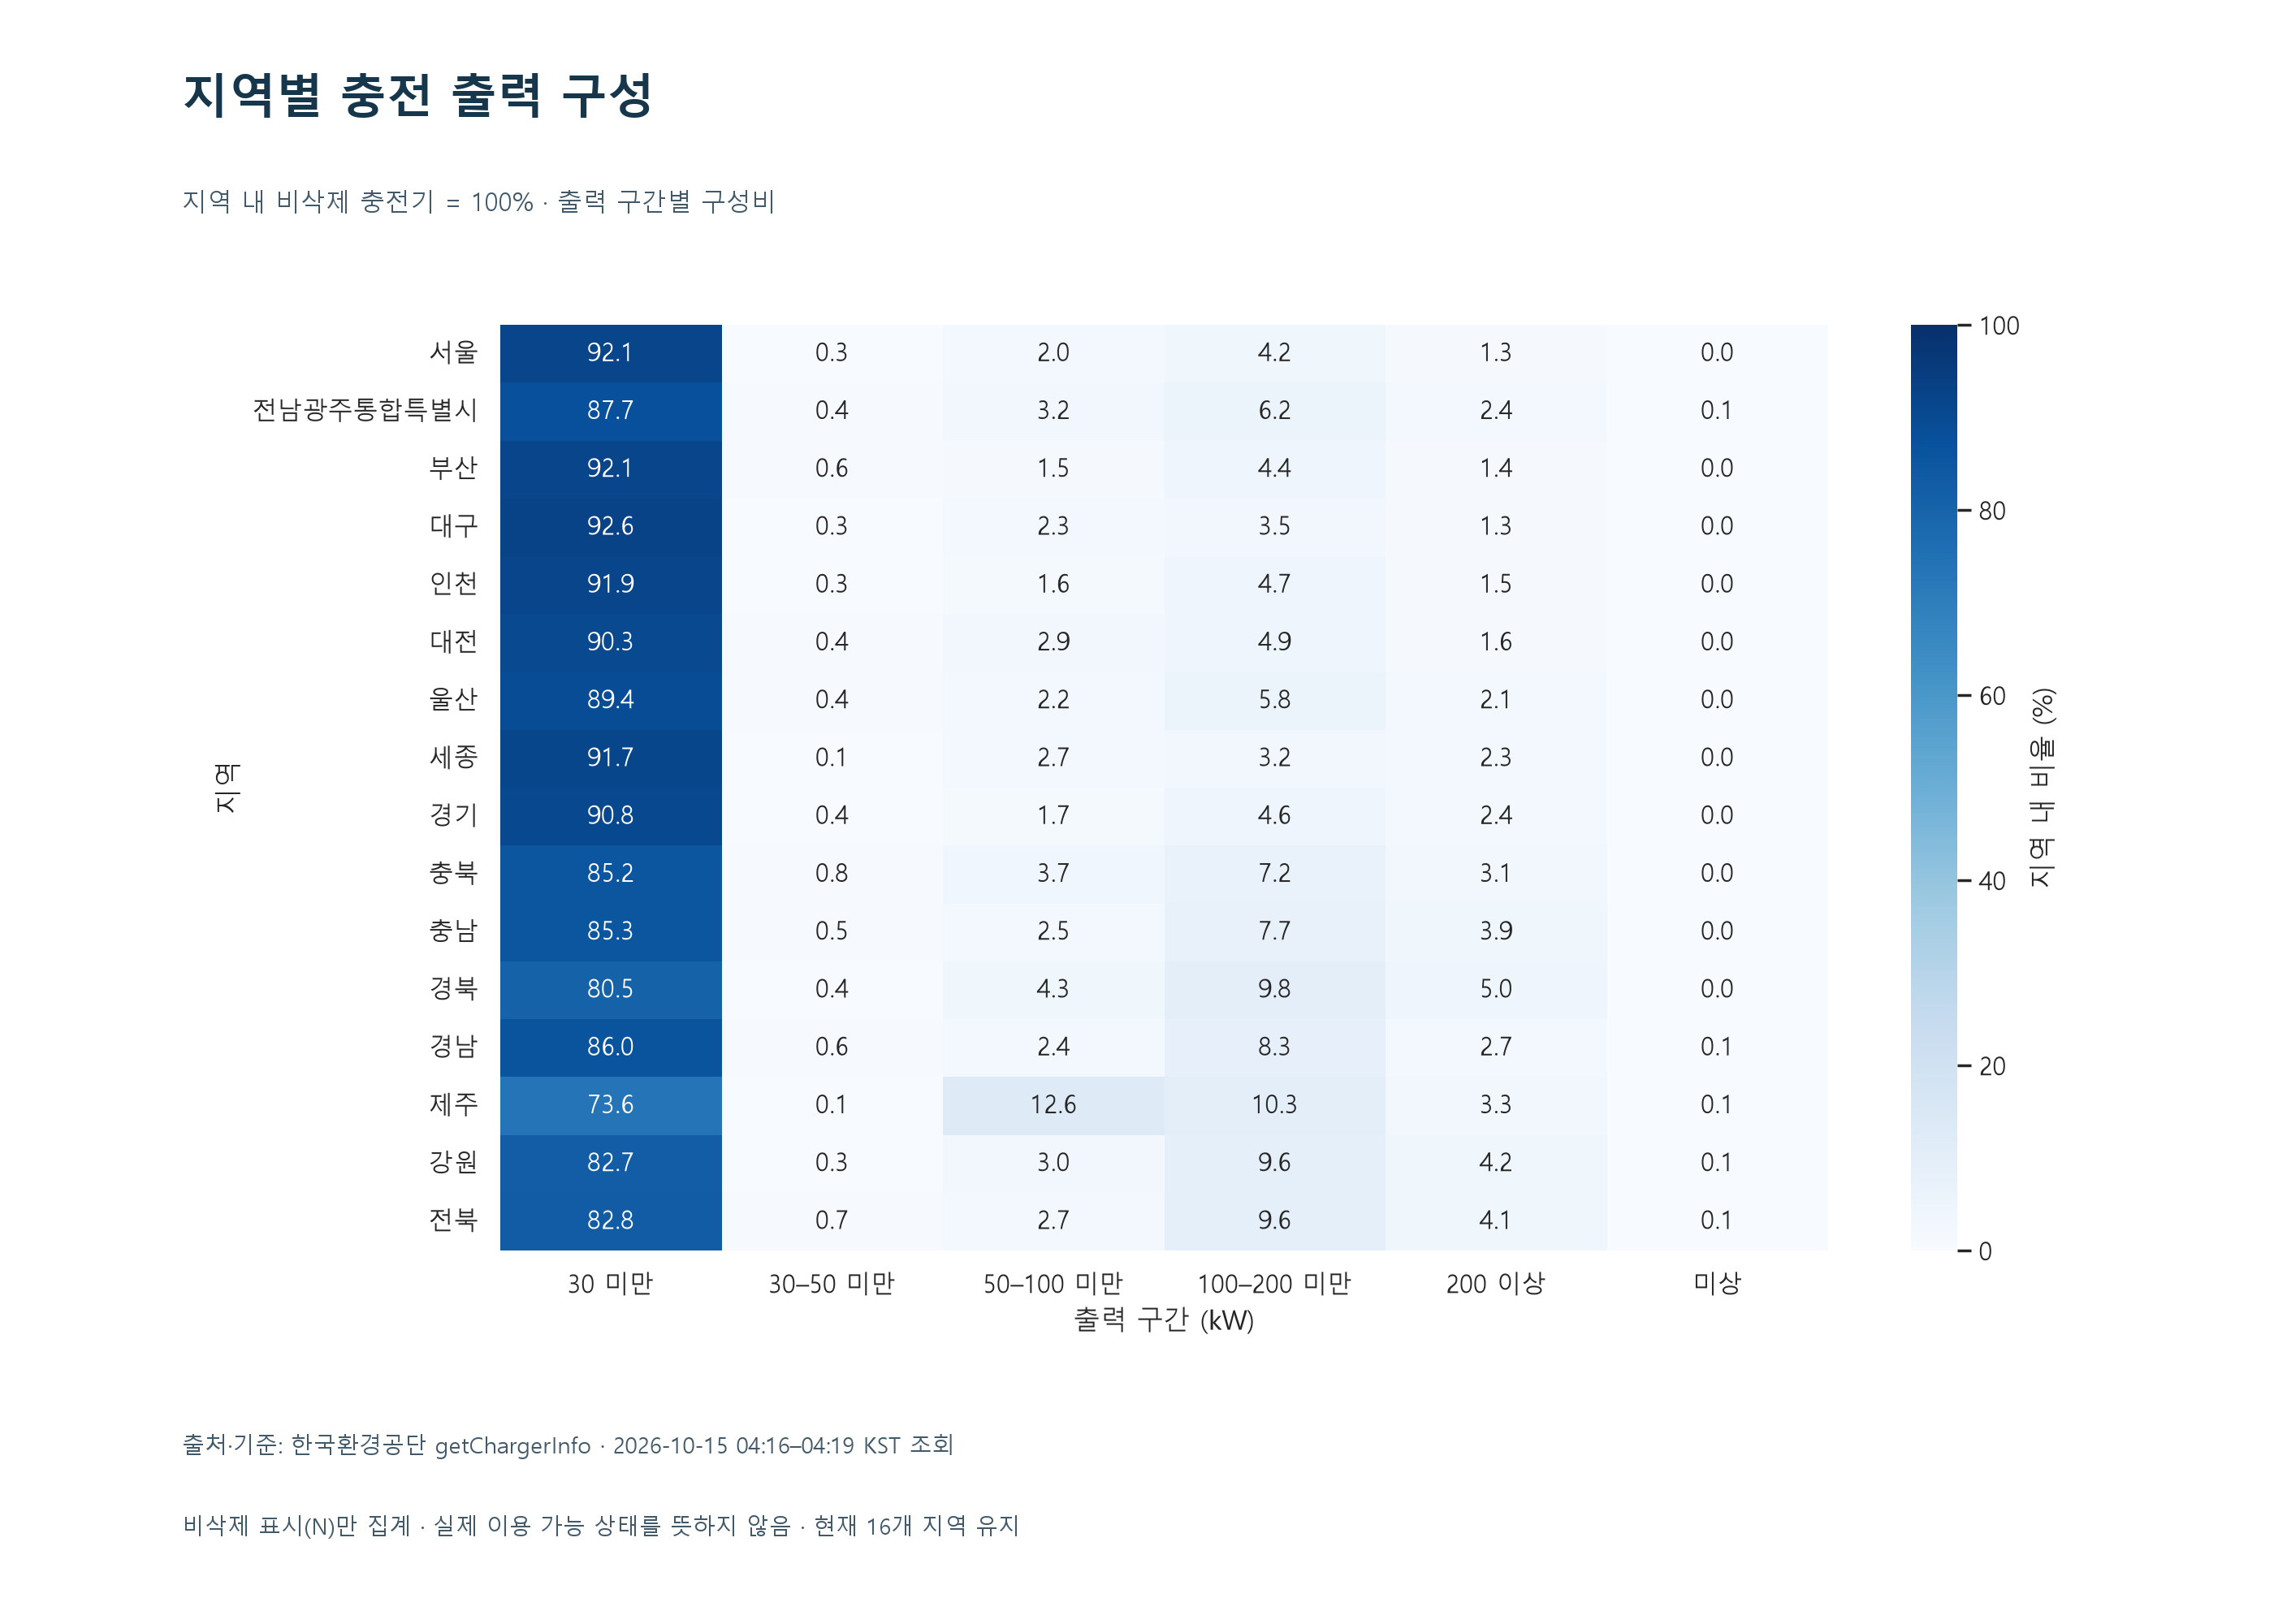 지역별 충전 출력 구성
지역 내 비삭제 충전기 = 100% · 출력 구간별 구성비
서울 92.1 0.3 2.0 4.2 1.3 0.0
전남광주통합특별시 87.7 0.4 3.2 6.2 2.4 0.1
부산 92.1 0.6 1.5 4.4 1.4 0.0
대구 92.6 0.3 2.3 3.5 1.3 0.0
인천 91.9 0.3 1.6 4.7 1.5 0.0
대전 90.3 0.4 2.9 4.9 1.6 0.0
울산 89.4 0.4 2.2 5.8 2.1 0.0
세종 91.7 0.1 2.7 3.2 2.3 0.0
경기 90.8 0.4 1.7 4.6 2.4 0.0
충북 85.2 0.8 3.7 7.2 3.1 0.0
충남 85.3 0.5 2.5 7.7 3.9 0.0
경북 80.5 0.4 4.3 9.8 5.0 0.0
경남 86.0 0.6 2.4 8.3 2.7 0.1
제주 73.6 0.1 12.6 10.3 3.3 0.1
강원 82.7 0.3 3.0 9.6 4.2 0.1
전북 82.8 0.7 2.7 9.6 4.1 0.1
지역
30 미만 30–50 미만 50–100 미만 100–200 미만 200 이상 미상
출력 구간 (kW)
100
80
60
40
20
0
지역 내 비율 (%)
출처·기준: 한국환경공단 getChargerInfo · 2026-10-15 04:16–04:19 KST 조회
비삭제 표시(N)만 집계 · 실제 이용 가능 상태를 뜻하지 않음 · 현재 16개 지역 유지